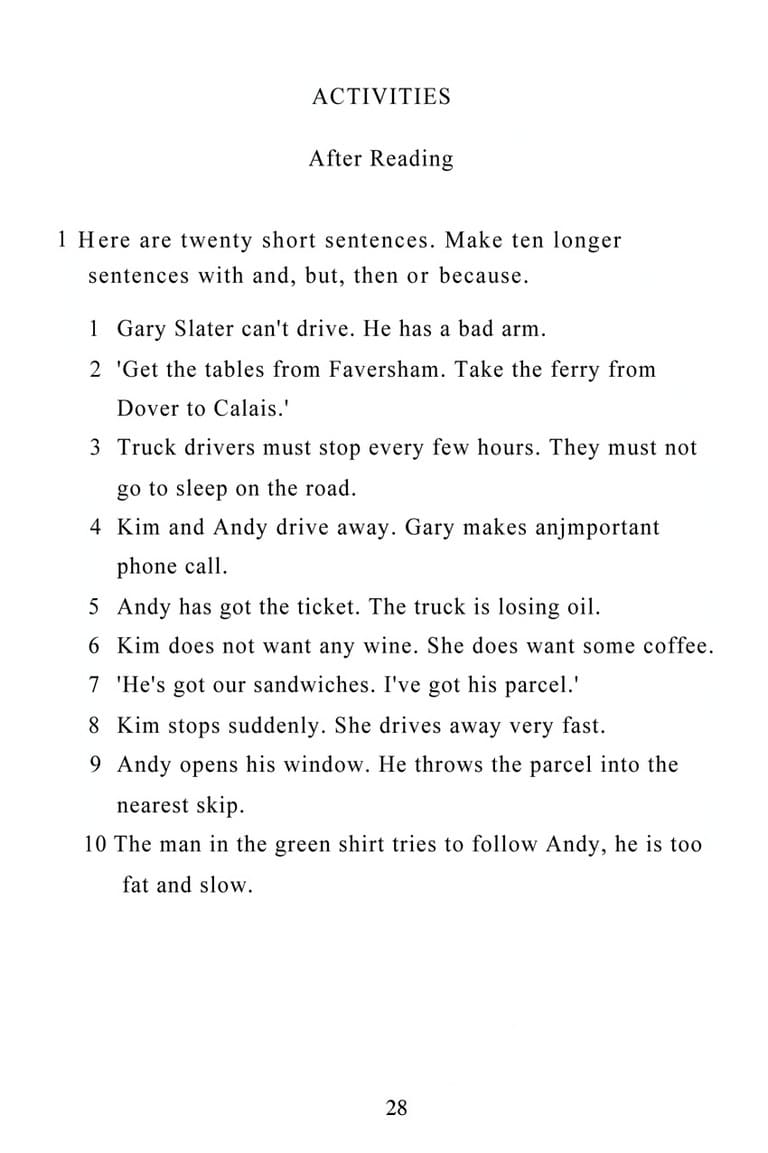 ACTIVITIES
After Reading
1 Here are twenty short sentences. Make ten longer
sentences with and, but, then or because.
1 Gary Slater can't drive. He has a bad arm.
2 'Get the tables from Faversham. Take the ferry from
Dover to Calais.'
3 Truck drivers must stop every few hours. They must not
go to sleep on the road.
4 Kim and Andy drive away. Gary makes anjmportant
phone call.
5 Andy has got the ticket. The truck is losing oil.
6 Kim does not want any wine. She does want some coffee.
7 'He's got our sandwiches. I've got his parcel.'
8 Kim stops suddenly. She drives away very fast.
9 Andy opens his window. He throws the parcel into the
nearest skip.
10 The man in the green shirt tries to follow Andy, he is too
fat and slow.
28